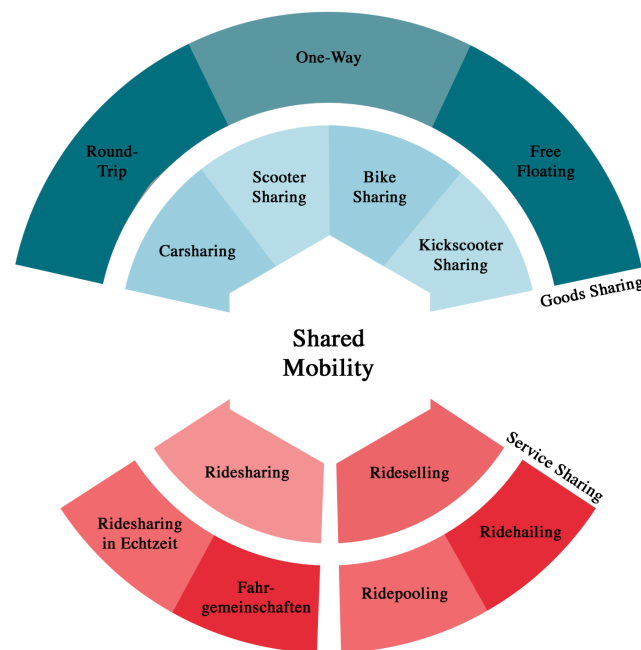 One-Way
Round-
Trip
Free
Floating
Scooter
Sharing
Bike
Sharing
Carsharing
Kickscooter
Sharing
Goods Sharing
Shared
Mobility
Service Sharing
Ridesharing
Rideselling
Ridesharing
in Echtzeit
Fahr-
gemeinschaften
Ridepooling
Ridehailing